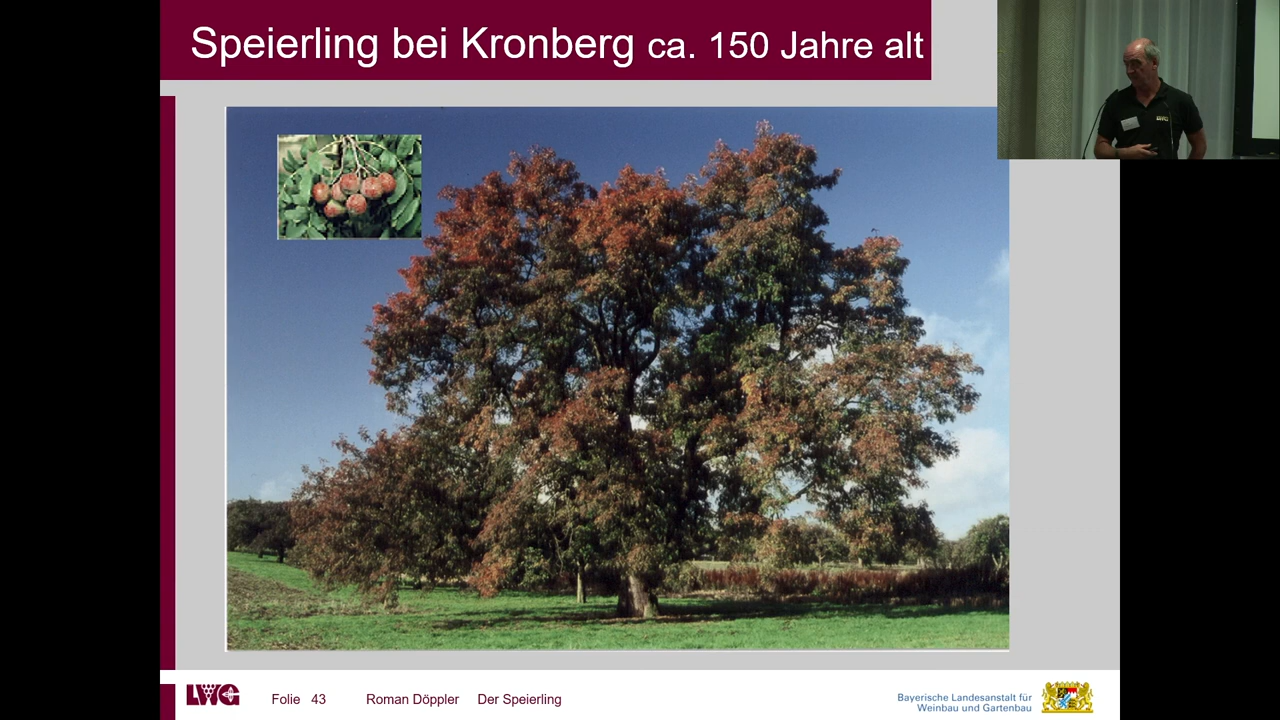 Speierling bei Kronberg ca. 150 Jahre alt
LWG
Folie 43 Roman Döppler Der Speierling
Bayerische Landesanstalt für
Weinbau und Gartenbau